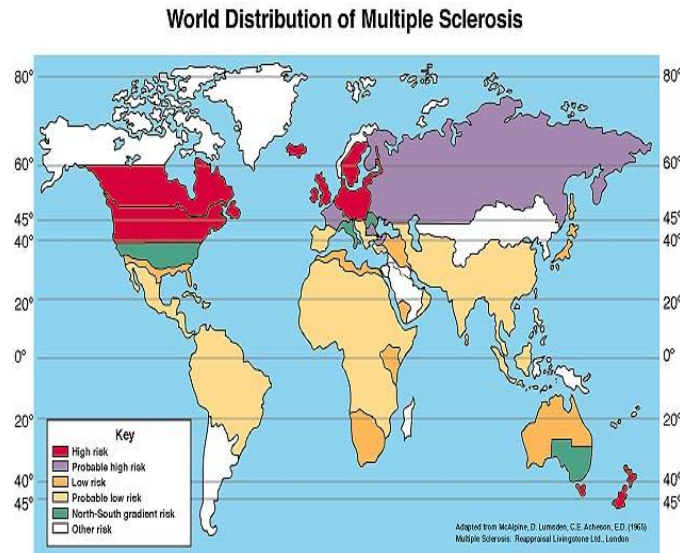 World Distribution of Multiple Sclerosis
80° 80°
60° 60°
45° 45°
40° 40°
20° 20°
0° 0°
20° 20°
40° 40°
45° 45°
Key
High risk
Probable high risk
Low risk
Probable low risk
North-South gradient risk
Other risk
Adapted from McAlpine, D. Lumsden, C.E. Acheson, E.D. (1965)
Multiple Sclerosis. Reappraisal Livingstone Ltd., London